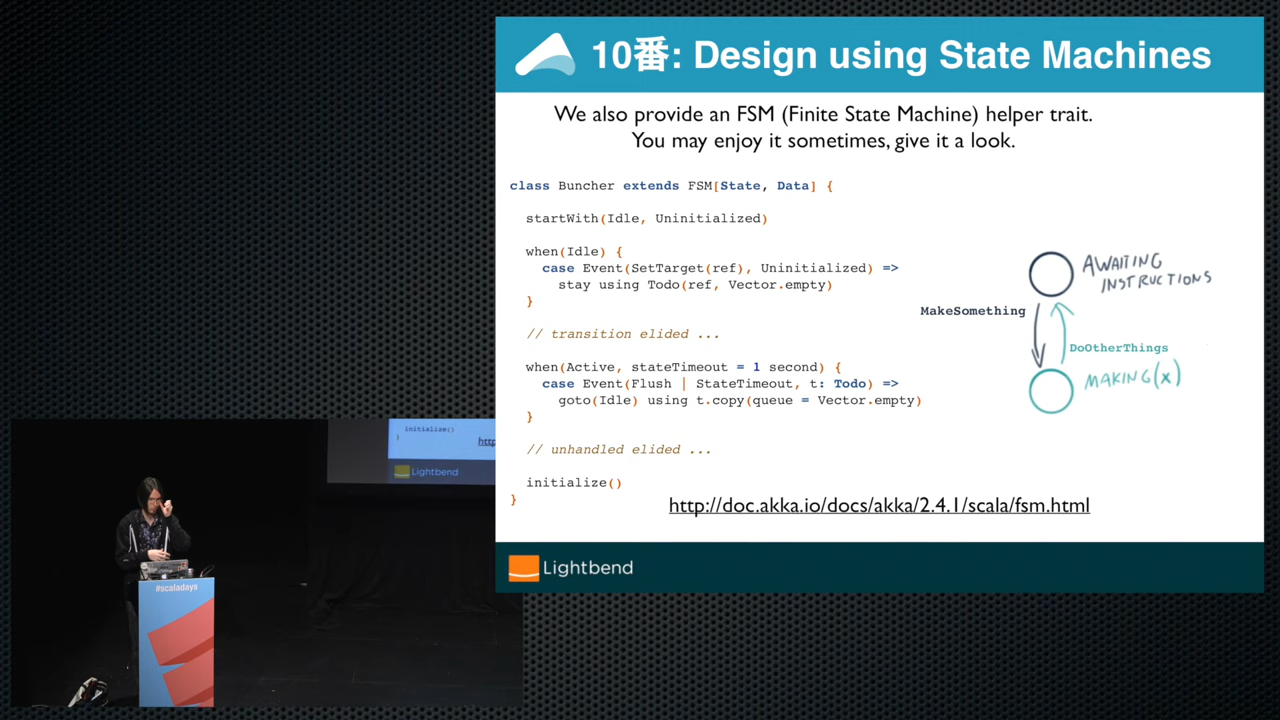 10番: Design using State Machines
We also provide an FSM (Finite State Machine) helper trait.
You may enjoy it sometimes, give it a look.
class Buncher extends FSM[State, Data] {
startWith(Idle, Uninitialized)
when(Idle) {
case Event(SetTarget(ref), Uninitialized) =>
stay using Todo(ref, Vector.empty)
}
// transition elided ...
when(Active, stateTimeout = 1 second) {
case Event(Flush | StateTimeout, t: Todo) =>
goto(Idle) using t.copy(queue = Vector.empty)
}
// unhandled elided ...
initialize()
}
AWAITING
INSTRUCTIONS
MakeSomething
DoOtherThings
MAKING(x)
http://doc.akka.io/docs/akka/2.4.1/scala/fsm.html
Lightbend
initialize()
}
http
Lightbend
#scaladays